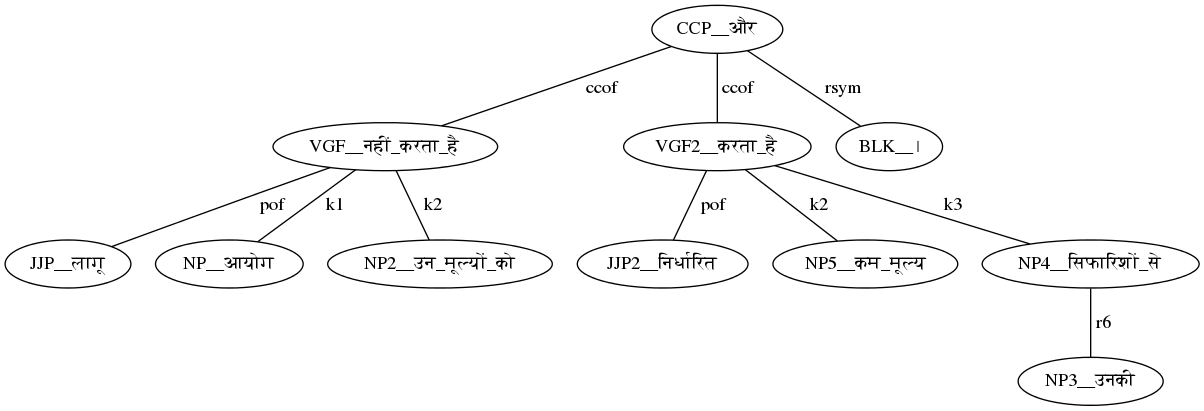 CCP__और
ccof ccof rsym
VGF__नहीं_करता_है VGF2__करता_है BLK__।
pof k1 k2 pof k2 k3
JJP__लागू NP__आयोग NP2__उन_मूल्यों_को JJP2__निर्धारित NP5__कम_मूल्य NP4__सिफारिशों_से
r6
NP3__उनकी